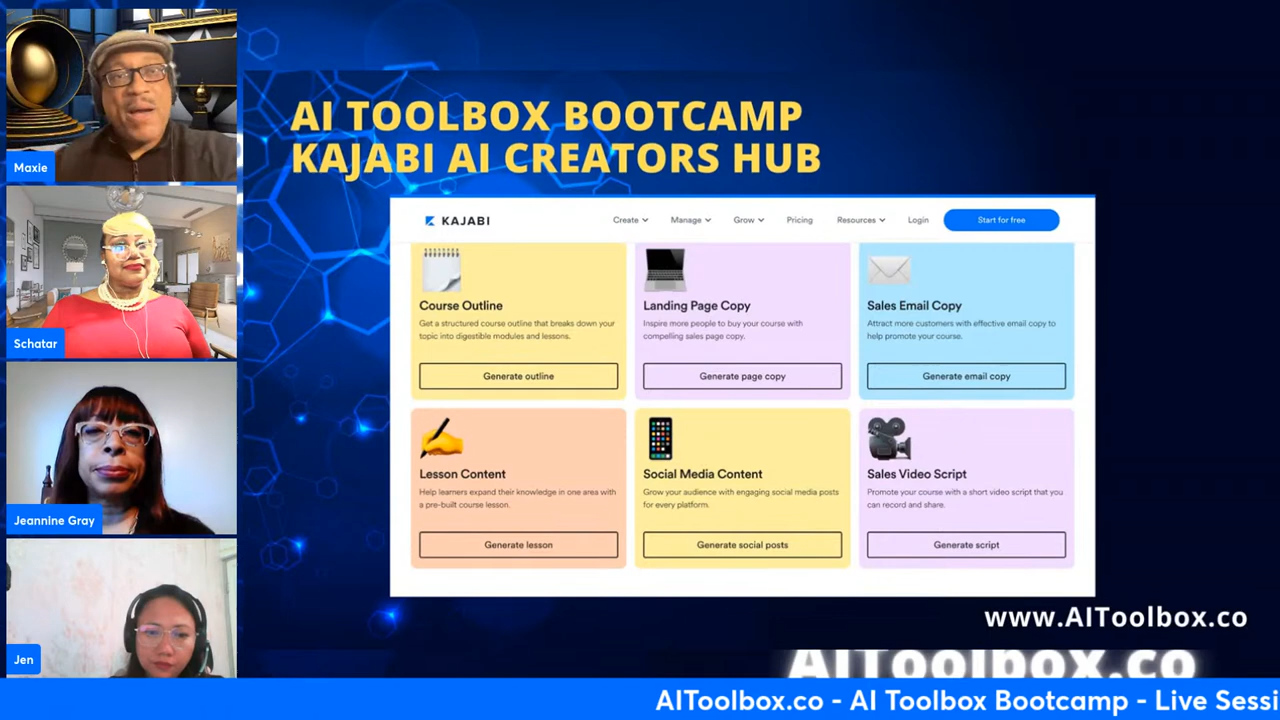 Maxie
Schatar
Jeannine Gray
Jen
AI TOOLBOX BOOTCAMP
KAJABI AI CREATORS HUB
KAJABI
Create
Manage
Grow
Pricing
Resources
Login
Start for free
Course Outline
Get a structured course outline that breaks down your
topic into digestible modules and lessons.
Generate outline
Landing Page Copy
Inspire more people to buy your course with
compelling sales page copy.
Generate page copy
Sales Email Copy
Attract more customers with effective email copy to
help promote your course.
Generate email copy
Lesson Content
Help learners expand their knowledge in one area with
a pre-built course lesson.
Generate lesson
Social Media Content
Grow your audience with engaging social media posts
for every platform.
Generate social posts
Sales Video Script
Promote your course with a short video script that you
can record and share.
Generate script
www.AIToolbox.co
AIToolbox.co
AIToolbox.co - AI Toolbox Bootcamp - Live Sessi